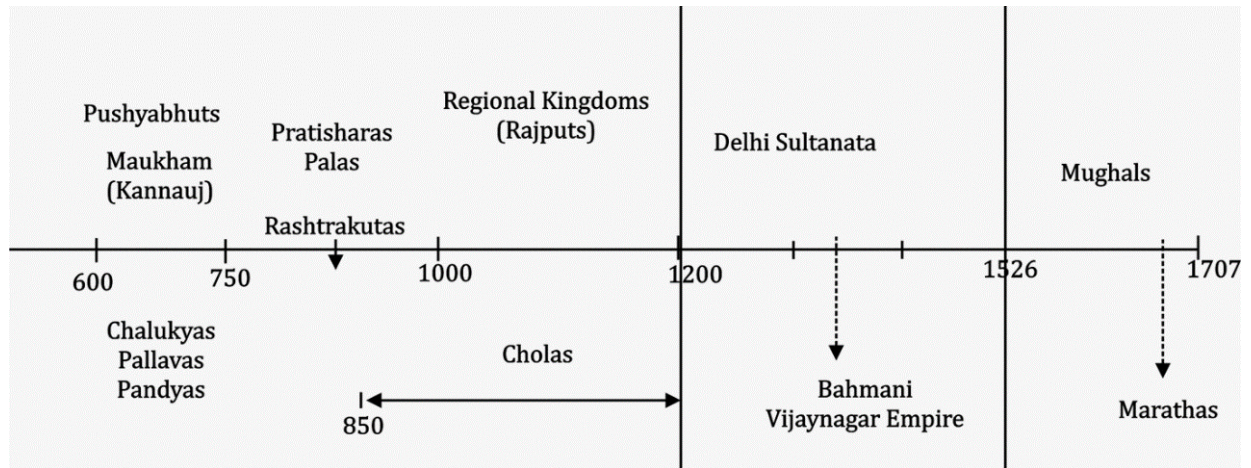 Pushyabhuts
Maukham
(Kannauj)
Pratisharas
Palas
Rashtrakutas
Regional Kingdoms
(Rajputs)
Delhi Sultanata
Mughals
600
750
1000
1200
1526
1707
Chalukyas
Pallavas
Pandyas
850
Cholas
Bahmani
Vijaynagar Empire
Marathas